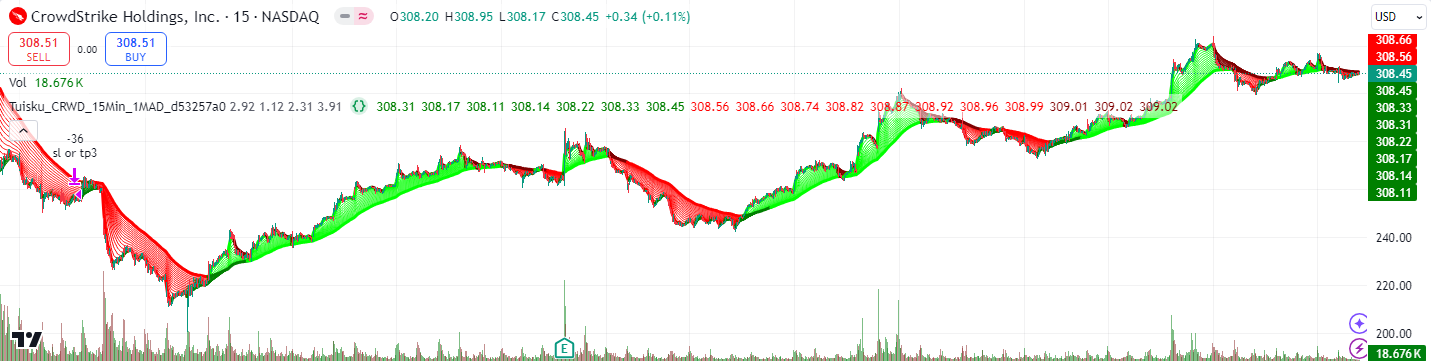 CrowdStrike Holdings, Inc. · 15 · NASDAQ O308.20 H308.95 L308.17 C308.45 +0.34 (+0.11%)
USD
308.51 SELL 0.00 308.51 BUY
Vol 18.676 K
Tuisku_CRWD_15Min_1MAD_d53257a0 2.92 1.12 2.31 3.91 308.31 308.17 308.11 308.14 308.22 308.33 308.45 308.56 308.66 308.74 308.82 308.87 308.92 308.96 308.99 309.01 309.02 309.02
-36
sl or tp3
308.66
308.56
308.45
308.45
308.33
308.31
308.22
308.17
308.14
308.11
240.00
220.00
200.00
E
18.676 K